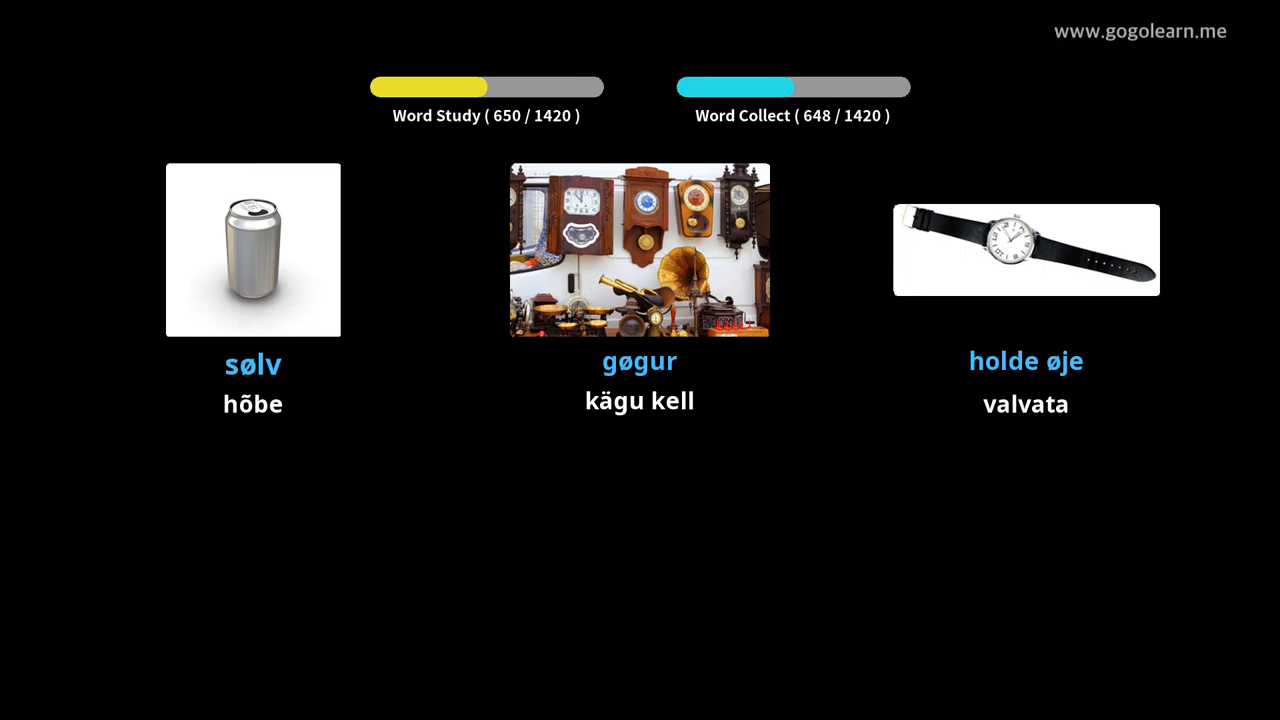 www.gogolearn.me
Word Study ( 650 / 1420 )
Word Collect ( 648 / 1420 )
sølv
gøgur
holde øje
hõbe
kägu kell
valvata